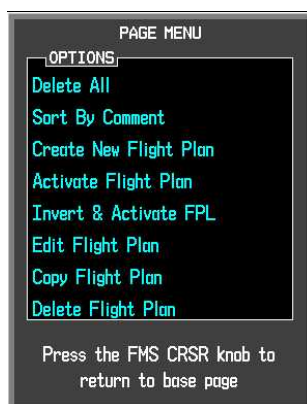 PAGE MENU
OPTIONS
Delete All
Sort By Comment
Create New Flight Plan
Activate Flight Plan
Invert & Activate FPL
Edit Flight Plan
Copy Flight Plan
Delete Flight Plan
Press the FMS CRSR knob to
return to base page